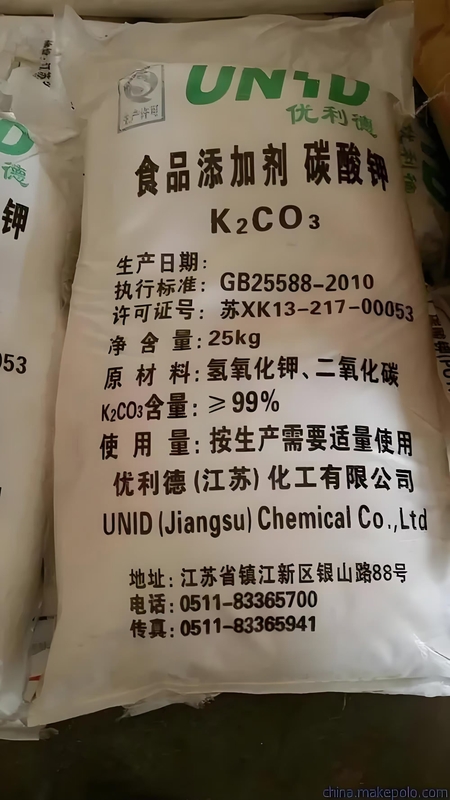 UNID
优利德
食品添加剂 碳酸钾
K₂CO₃
生产日期:
执行标准: GB25588-2010
许可证号: 苏XK13-217-00053
净含量: 25kg
原材料: 氢氧化钾、二氧化碳
K₂CO₃含量: ≥99%
使用量: 按生产需要适量使用
优利德(江苏)化工有限公司
UNID (Jiangsu) Chemical Co.,Ltd
地址: 江苏省镇江新区银山路88号
电话: 0511-83365700
传真: 0511-83365941
德
钾
053
china.makepolo.com